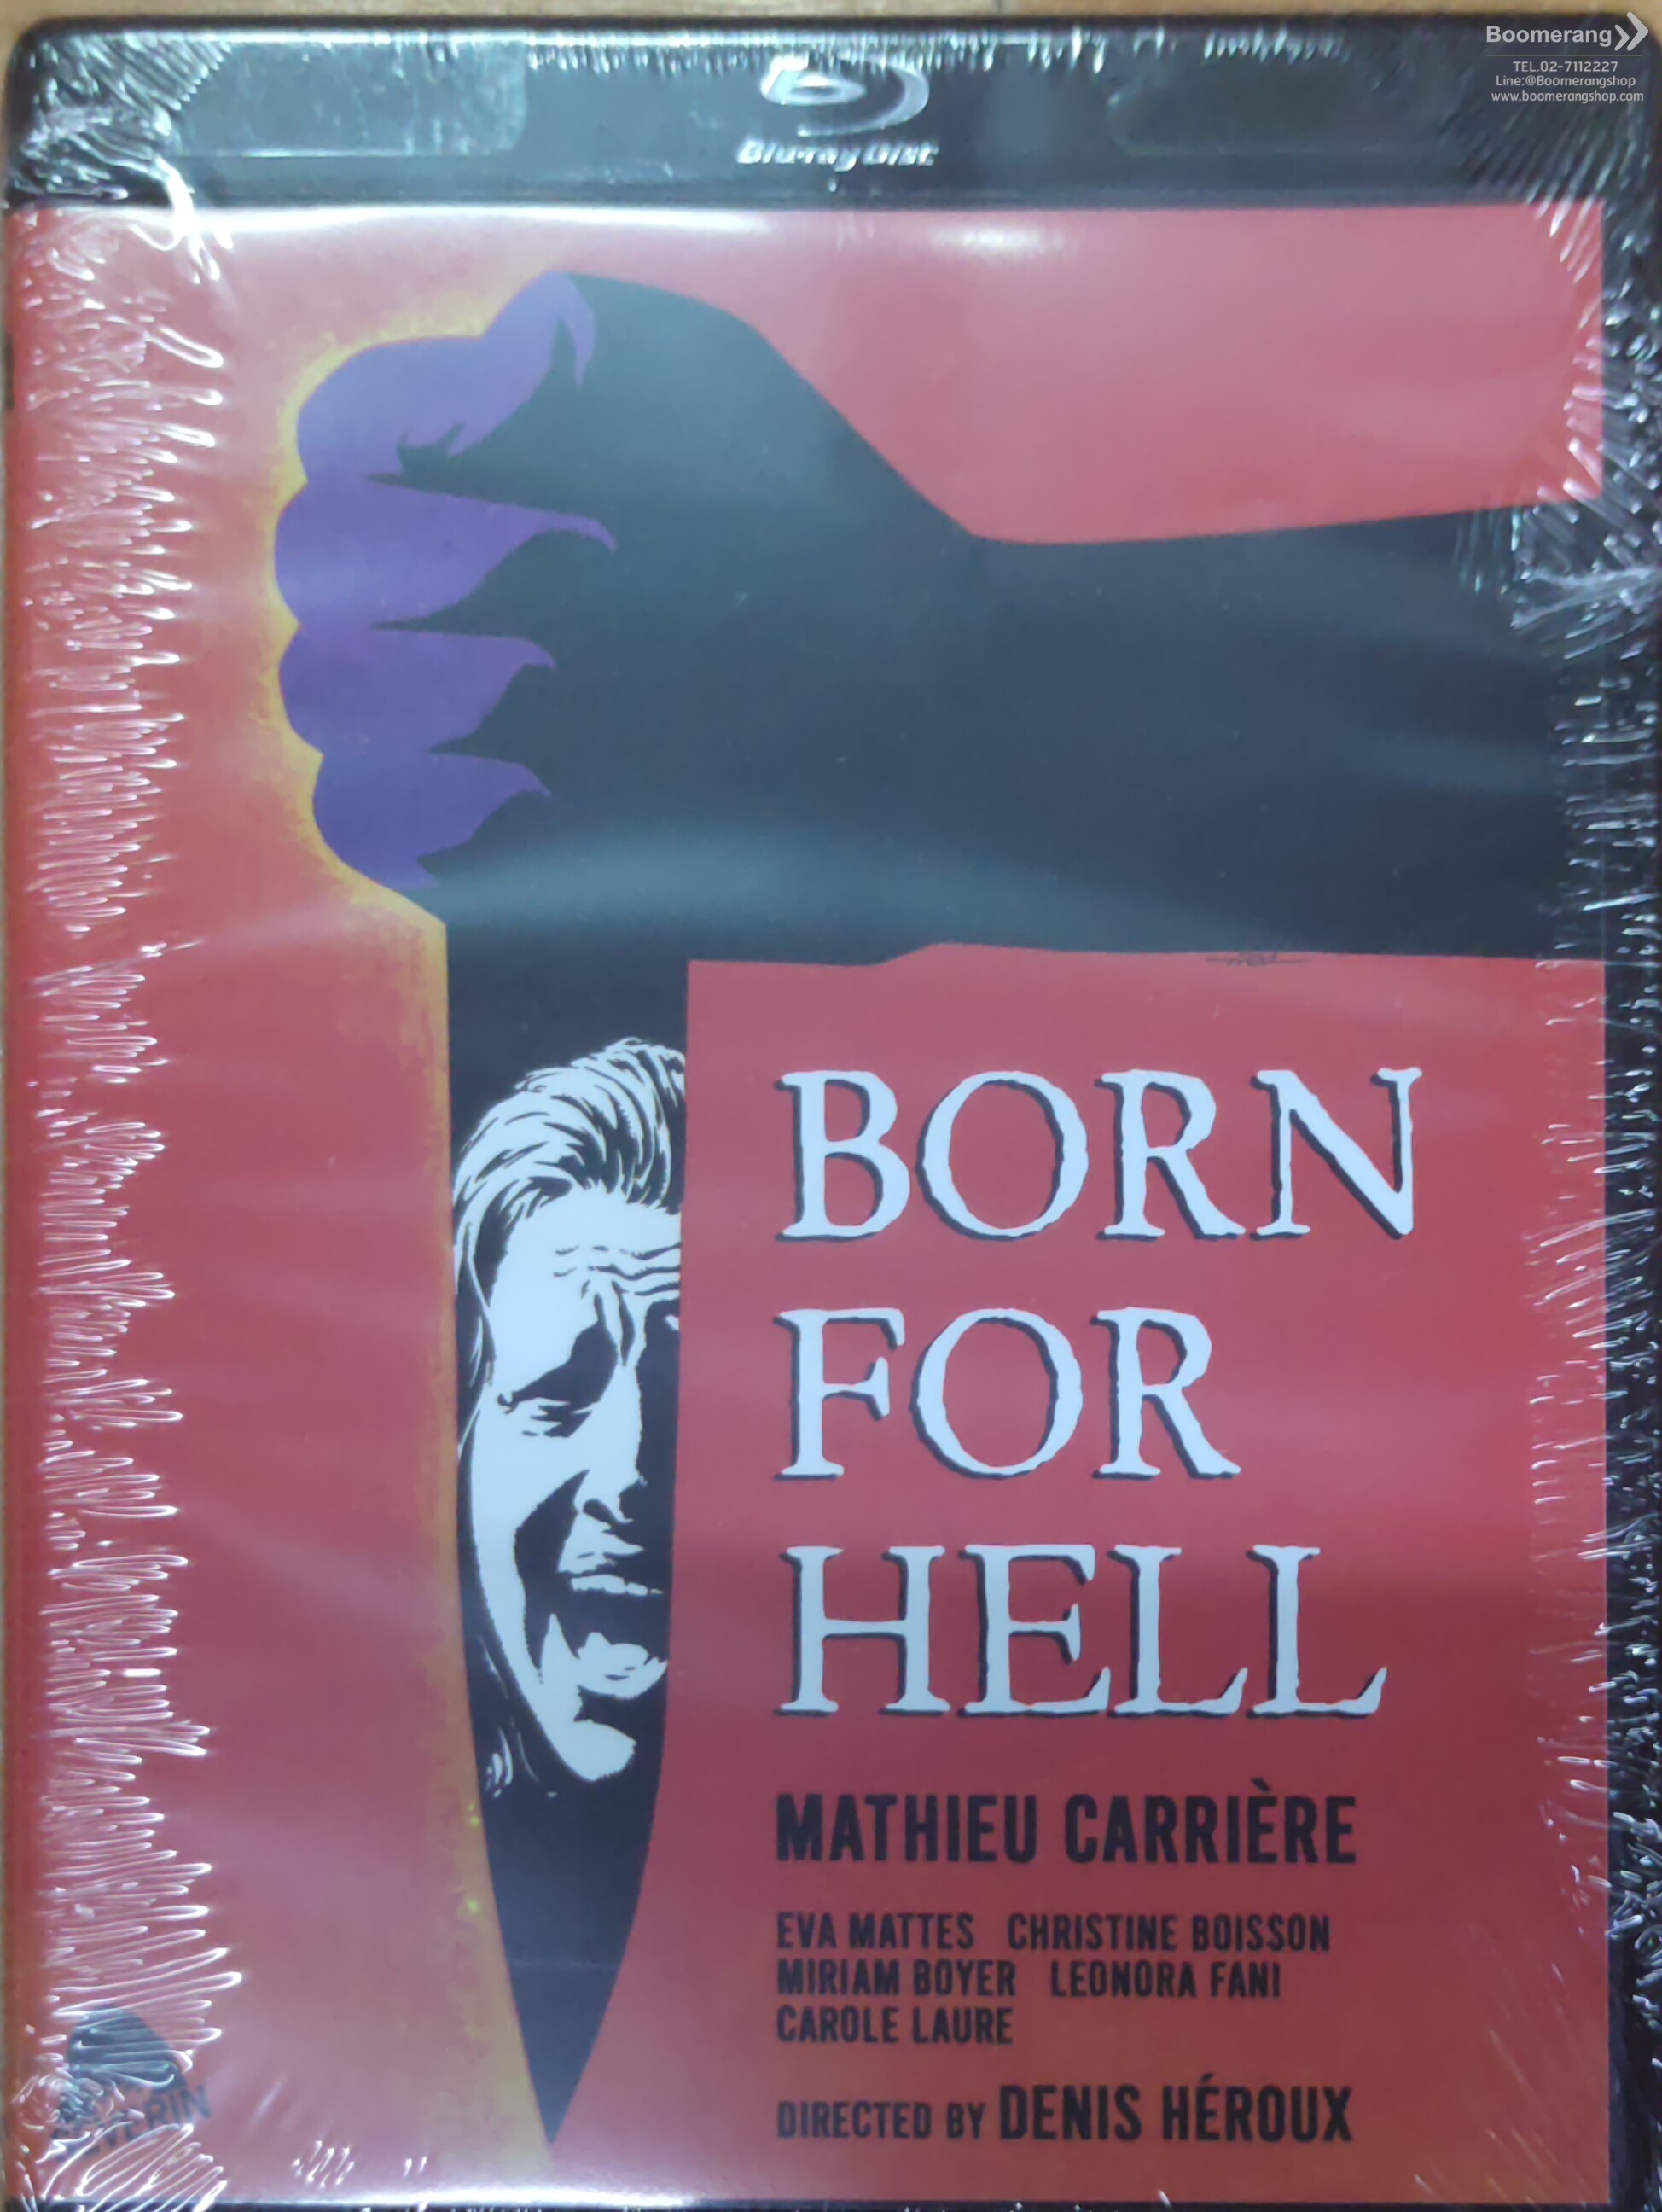 Boomerang
TEL.02-7112227
Line:@Boomerangshop
www.boomerangshop.com
Blu-ray Disc
BORN
FOR
HELL
MATHIEU CARRIÈRE
EVA MATTES CHRISTINE BOISSON
MIRIAM BOYER LEONORA FANI
CAROLE LAURE
DIRECTED BY DENIS HÉROUX
SEVERIN